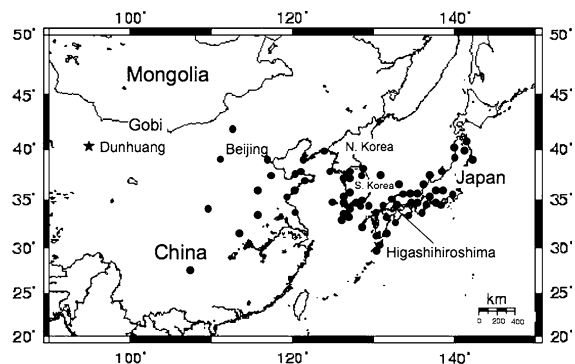 100˚ 120˚ 140˚
50˚ 50˚
Mongolia
45˚ 45˚
Gobi
40˚ Dunhuang Beijing N. Korea 40˚
S. Korea Japan
35˚ 35˚
China Higashihiroshima
30˚ 30˚
25˚ km 25˚
0 200 400
20˚ 20˚
100˚ 120˚ 140˚